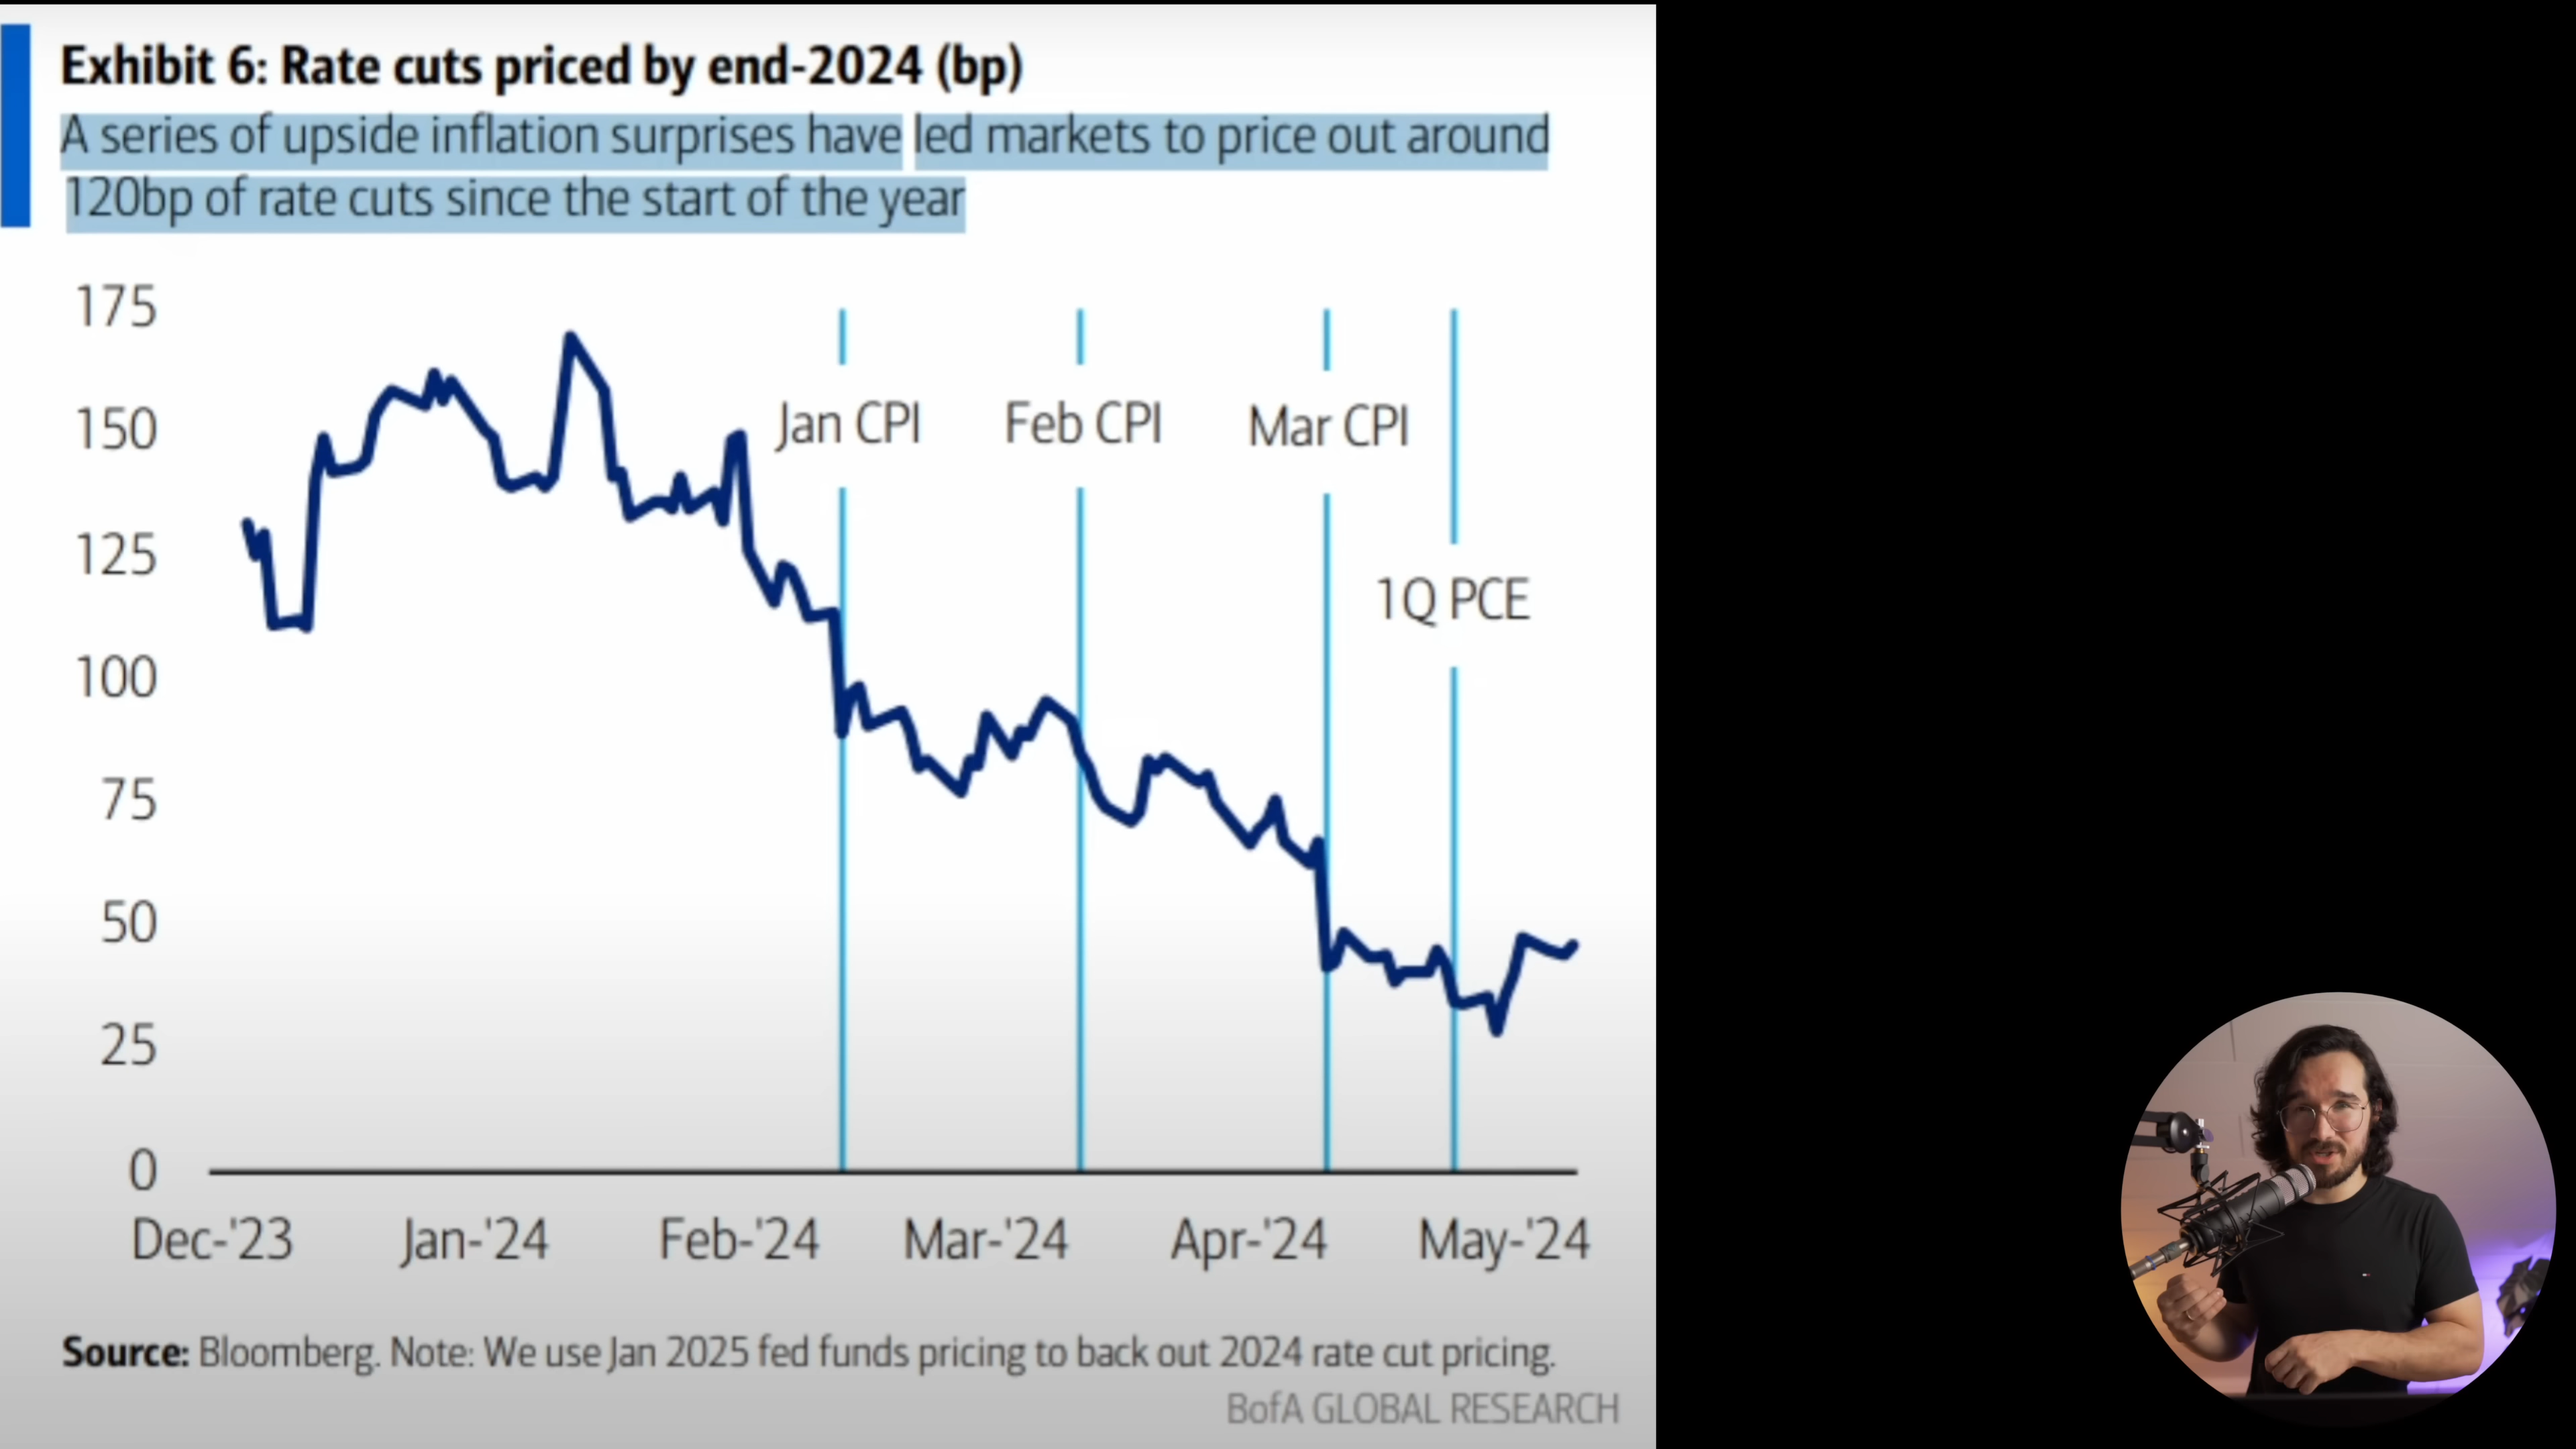 Exhibit 6: Rate cuts priced by end-2024 (bp)
A series of upside inflation surprises have led markets to price out around
120bp of rate cuts since the start of the year
175
150
125
100
75
50
25
0
Jan CPI
Feb CPI
Mar CPI
1Q PCE
Dec-'23 Jan-'24 Feb-'24 Mar-'24 Apr-'24 May-'24
Source: Bloomberg. Note: We use Jan 2025 fed funds pricing to back out 2024 rate cut pricing.
BofA GLOBAL RESEARCH